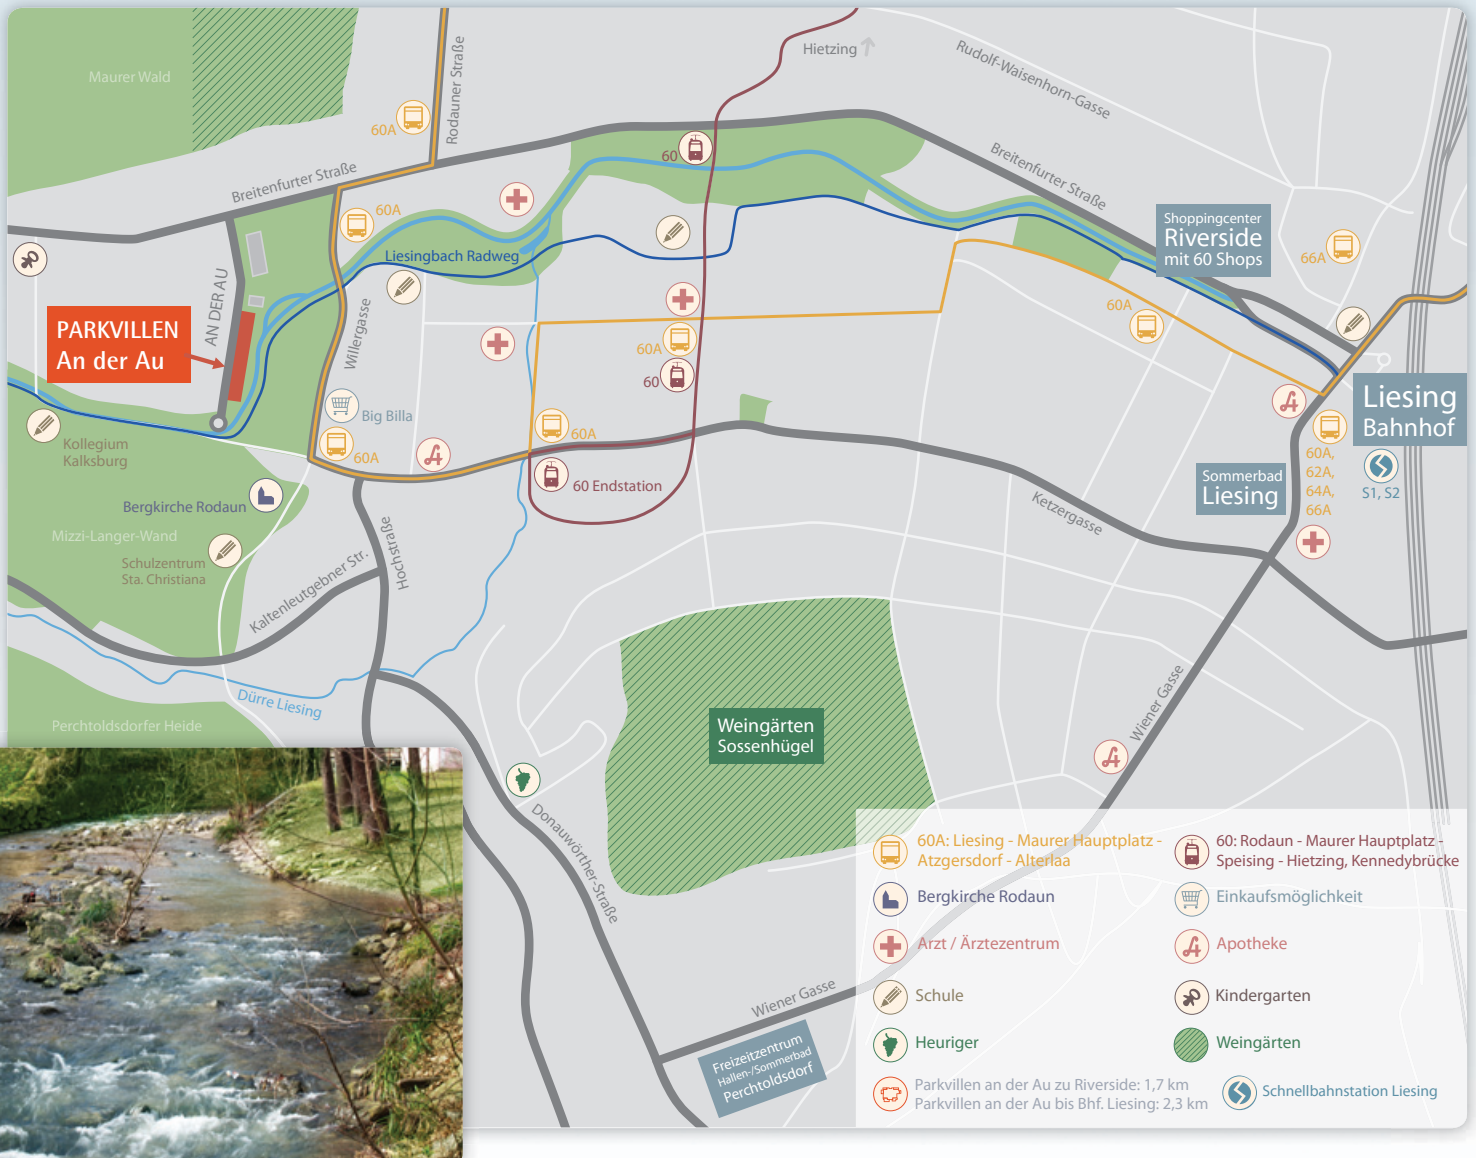 Maurer Wald
60A
Rodauner Straße
Hietzing
Rudolf-Waisenhorn-Gasse
Breitenfurter Straße
60
Breitenfurter Straße
60A
Liesingbach Radweg
Shoppingcenter
Riverside
mit 60 Shops
66A
AN DER AU
PARKVILLEN
An der Au
Willergasse
60A
60
60A
Big Billa
60A
60A
Kollegium
Kalksburg
60 Endstation
Liesing
Bahnhof
60A,
62A,
64A,
66A
S1, S2
Sommerbad
Liesing
Ketzergasse
Bergkirche Rodaun
Mizzi-Langer-Wand
Schulzentrum
Sta. Christiana
Hochstraße
Kaltenleutgebner Str.
Dürre Liesing
Perchtoldsdorfer Heide
Weingärten
Sossenhügel
Wiener Gasse
Donauwörther-Straße
Wiener Gasse
Freizeitzentrum
Hallen-/Sommerbad
Perchtoldsdorf
60A: Liesing - Maurer Hauptplatz -
Atzgersdorf - Alterlaa
60: Rodaun - Maurer Hauptplatz -
Speising - Hietzing, Kennedybrücke
Bergkirche Rodaun
Einkaufsmöglichkeit
Arzt / Ärztezentrum
Apotheke
Schule
Kindergarten
Heuriger
Weingärten
Parkvillen an der Au zu Riverside: 1,7 km
Parkvillen an der Au bis Bhf. Liesing: 2,3 km
Schnellbahnstation Liesing